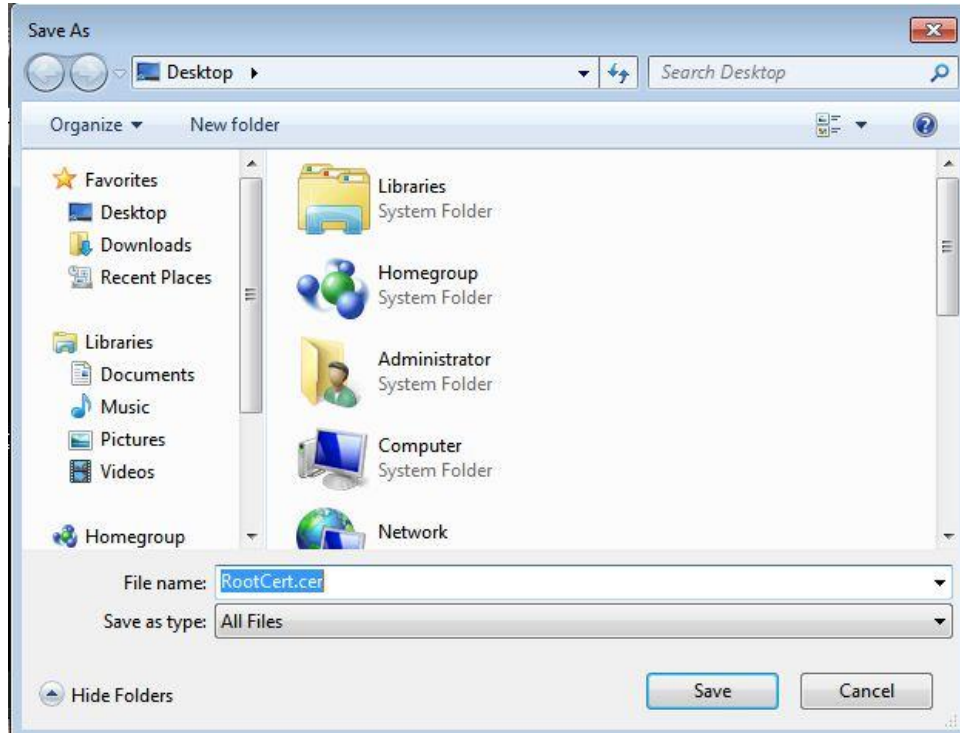 Save As
Desktop
Search Desktop
Organize
New folder
Favorites
Desktop
Downloads
Recent Places
Libraries
Documents
Music
Pictures
Videos
Homegroup
Libraries
System Folder
Homegroup
System Folder
Administrator
System Folder
Computer
System Folder
Network
File name: RootCert.cer
Save as type: All Files
Hide Folders
Save
Cancel